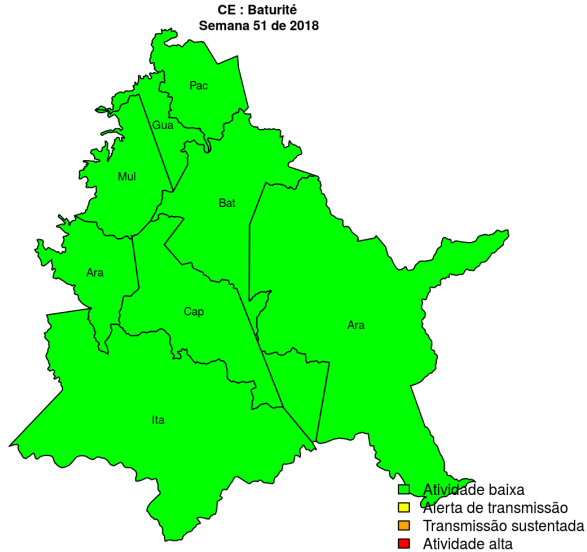 CE : Baturité
Semana 51 de 2018
Pac
Gua
Mul
Bat
Ara
Cap
Ara
Ita
Atividade baixa
Alerta de transmissão
Transmissão sustentada
Atividade alta